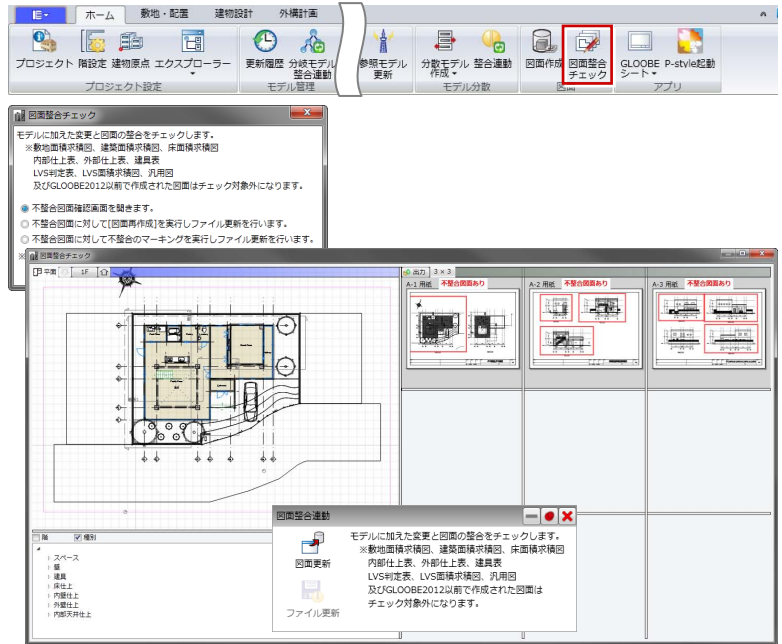 ホーム 敷地・配置 建物設計 外構計画
プロジェクト 階設定 建物原点 エクスプローラー
プロジェクト設定
更新履歴 分岐モデル
整合連動
モデル管理
参照モデル
更新
分散モデル 整合連動
作成
モデル分散
図面作成 図面整合
チェック
図面
GLOOBE P-style起動
シート
アプリ
図面整合チェック
モデルに加えた変更と図面の整合をチェックします。
※敷地面積求積図、建築面積求積図、床面積求積図
内部仕上表、外部仕上表、建具表
LVS判定表、LVS面積求積図、汎用図
及びGLOOBE2012以前で作成された図面はチェック対象外になります。
不整合図面確認画面を開きます。
不整合図面に対して[図面再作成]を実行しファイル更新を行います。
不整合図面に対して不整合のマーキングを実行しファイル更新を行います。
※
図面整合チェック
平面 1F
出力 3×3
A-1 用紙 不整合図面あり
A-2 用紙 不整合図面あり
A-3 用紙 不整合図面あり
階 種別
スペース
壁
建具
床仕上
内壁仕上
外壁仕上
内部天井仕上
図面整合連動
図面更新
ファイル更新
モデルに加えた変更と図面の整合をチェックします。
※敷地面積求積図、建築面積求積図、床面積求積図
内部仕上表、外部仕上表、建具表
LVS判定表、LVS面積求積図、汎用図
及びGLOOBE2012以前で作成された図面は
チェック対象外になります。